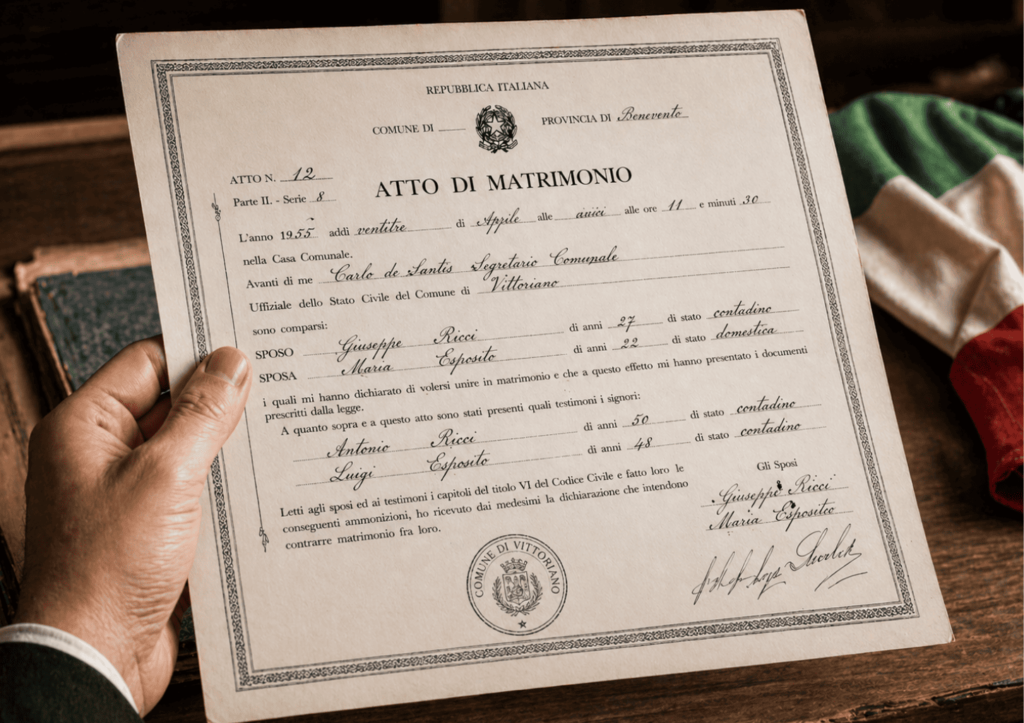 REPUBBLICA ITALIANA
COMUNE DI
PROVINCIA DI Benevento
ATTO N. 12
Parte II. - Serie 8
ATTO DI MATRIMONIO
L'anno 1955 addi ventitre di Aprile alle alle ore 11 e minuti 30
nella Casa Comunale.
Avanti di me Carlo de Santis Segretario Comunale
Uffiziale dello Stato Civile del Comune di Vittoriano
sono comparsi:
SPOSO Giuseppe Ricci di anni 27 di stato contadino
SPOSA Maria Esposito di anni 22 di stato domestica
i quali mi hanno dichiarato di volersi unire in matrimonio e che a questo effetto mi hanno presentato i documenti
prescritti dalla legge.
A quanto sopra e a questo atto sono stati presenti quali testimoni i signori:
Antonio Ricci di anni 50 di stato contadino
Luigi Esposito di anni 48 di stato contadino
Letti agli sposi ed ai testimoni i capitoli del titolo VI del Codice Civile e fatto loro le
conseguenti ammonizioni, ho ricevuto dai medesimi la dichiarazione che intendono
contrarre matrimonio fra loro.
Gli Sposi
Giuseppe Ricci
Maria Espositeo
COMUNE DI VITTORIANO